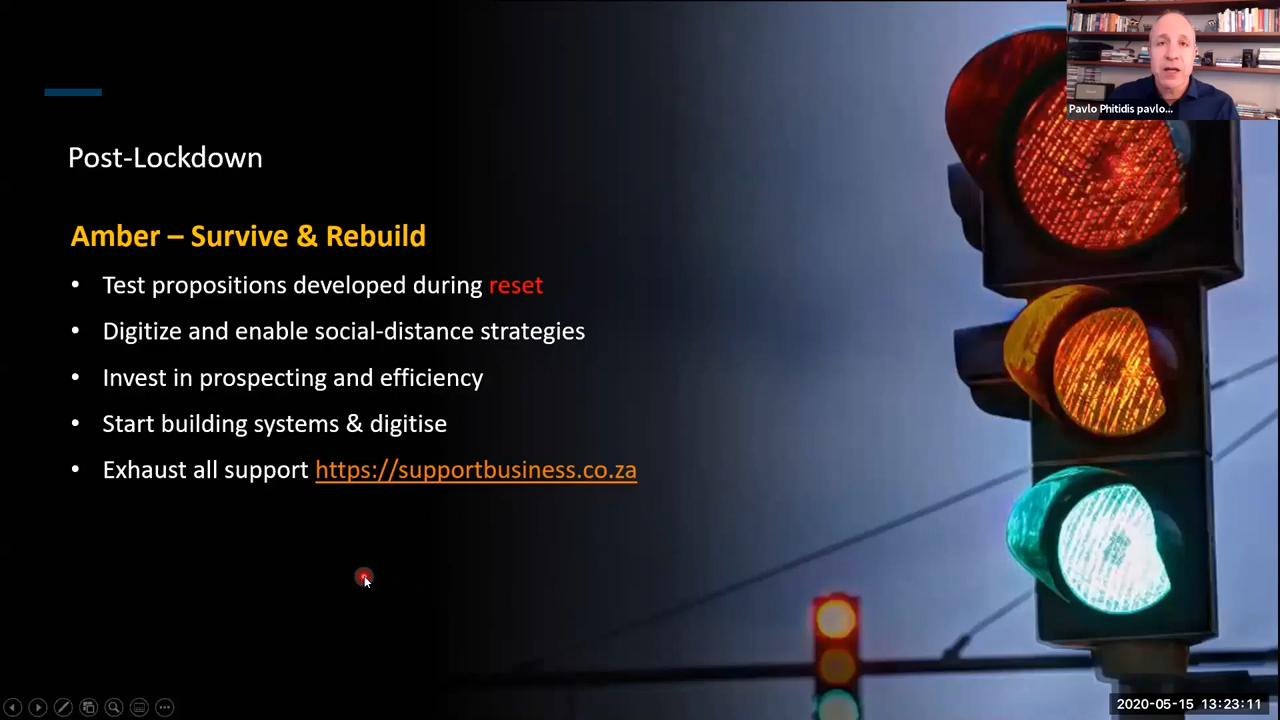 Pavlo Phitidis pavlo...
Post-Lockdown
Amber – Survive & Rebuild
• Test propositions developed during reset
• Digitize and enable social-distance strategies
• Invest in prospecting and efficiency
• Start building systems & digitise
• Exhaust all support https://supportbusiness.co.za
2020-05-15 13:23:11